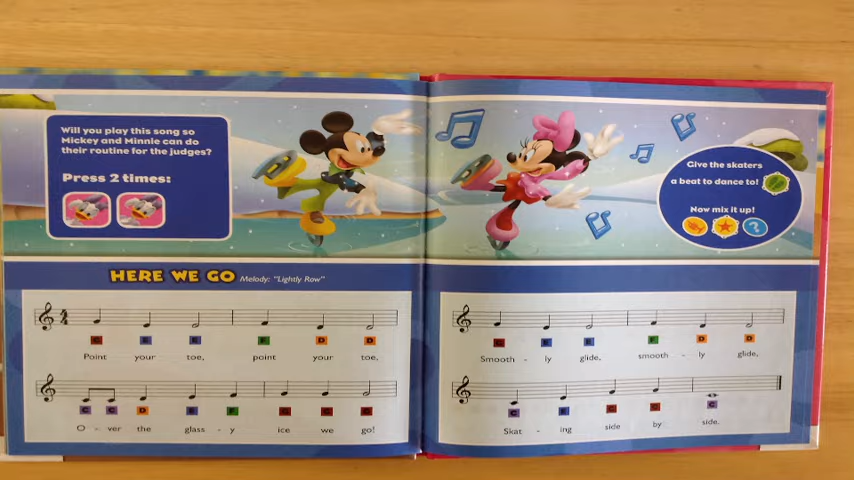 Will you play this song so
Mickey and Minnie can do
their routine for the judges?
Press 2 times:
Give the skaters
a beat to dance to!
Now mix it up!
?
HERE WE GO Melody: "Lightly Row"
4
4
G E E F D D
Point your toe, point your toe,
C C D E F G G G
O - ver the glass - y ice we go!
G E E F D D
Smooth - ly glide, smooth - ly glide,
C E G G C
Skat - ing side by side.